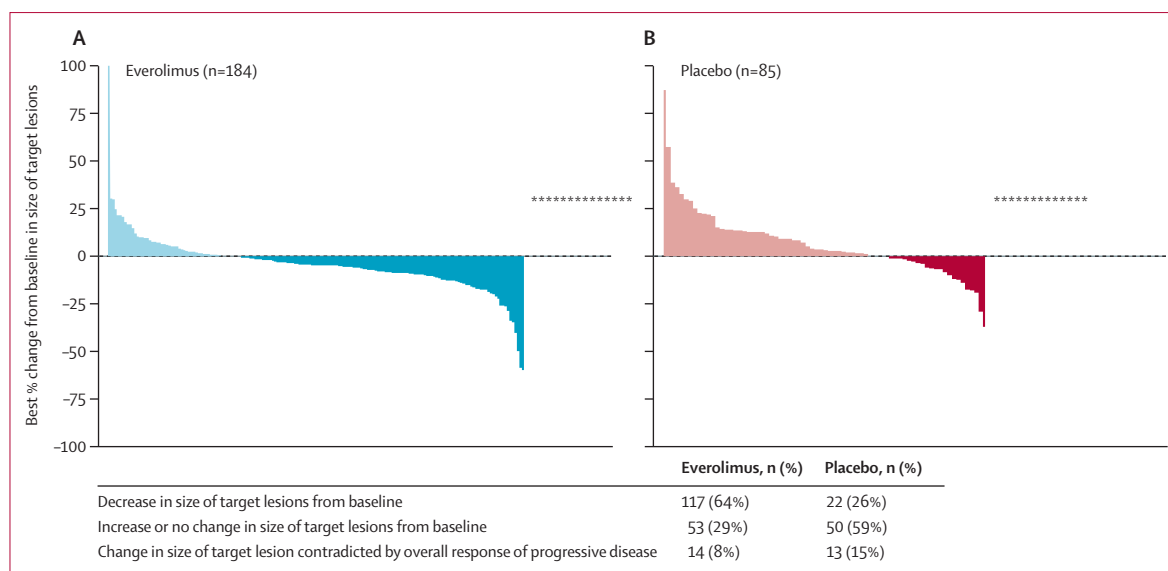 A
Everolimus (n=184)
Best % change from baseline in size of target lesions
100
75
50
25
0
−25
−50
−75
−100
**************
B
Placebo (n=85)
*************
Everolimus, n (%) Placebo, n (%)
Decrease in size of target lesions from baseline 117 (64%) 22 (26%)
Increase or no change in size of target lesions from baseline 53 (29%) 50 (59%)
Change in size of target lesion contradicted by overall response of progressive disease 14 (8%) 13 (15%)